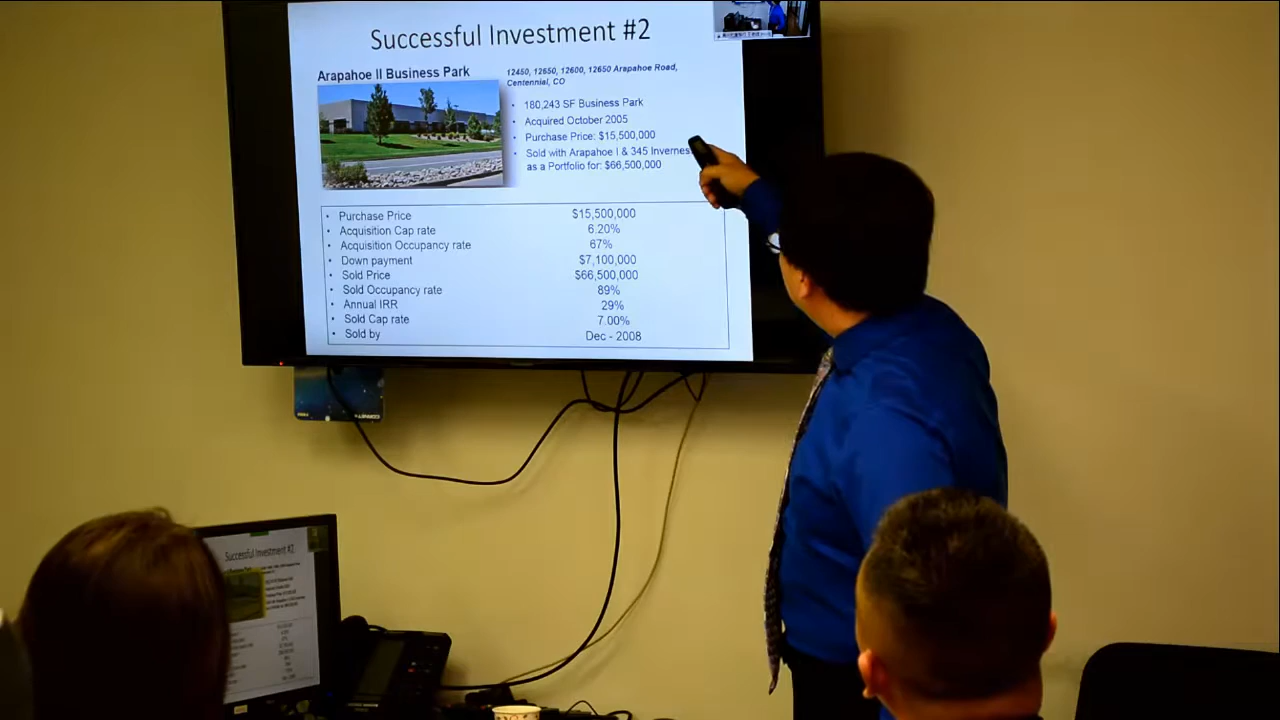 Successful Investment #2
Arapahoe II Business Park
12450, 12650, 12600, 12650 Arapahoe Road,
Centennial, CO
• 180,243 SF Business Park
• Acquired October 2005
• Purchase Price: $15,500,000
• Sold with Arapahoe I & 345 Invernes
as a Portfolio for: $66,500,000
• Purchase Price $15,500,000
• Acquisition Cap rate 6.20%
• Acquisition Occupancy rate 67%
• Down payment $7,100,000
• Sold Price $66,500,000
• Sold Occupancy rate 89%
• Annual IRR 29%
• Sold Cap rate 7.00%
• Sold by Dec - 2008
Successful Investment #2